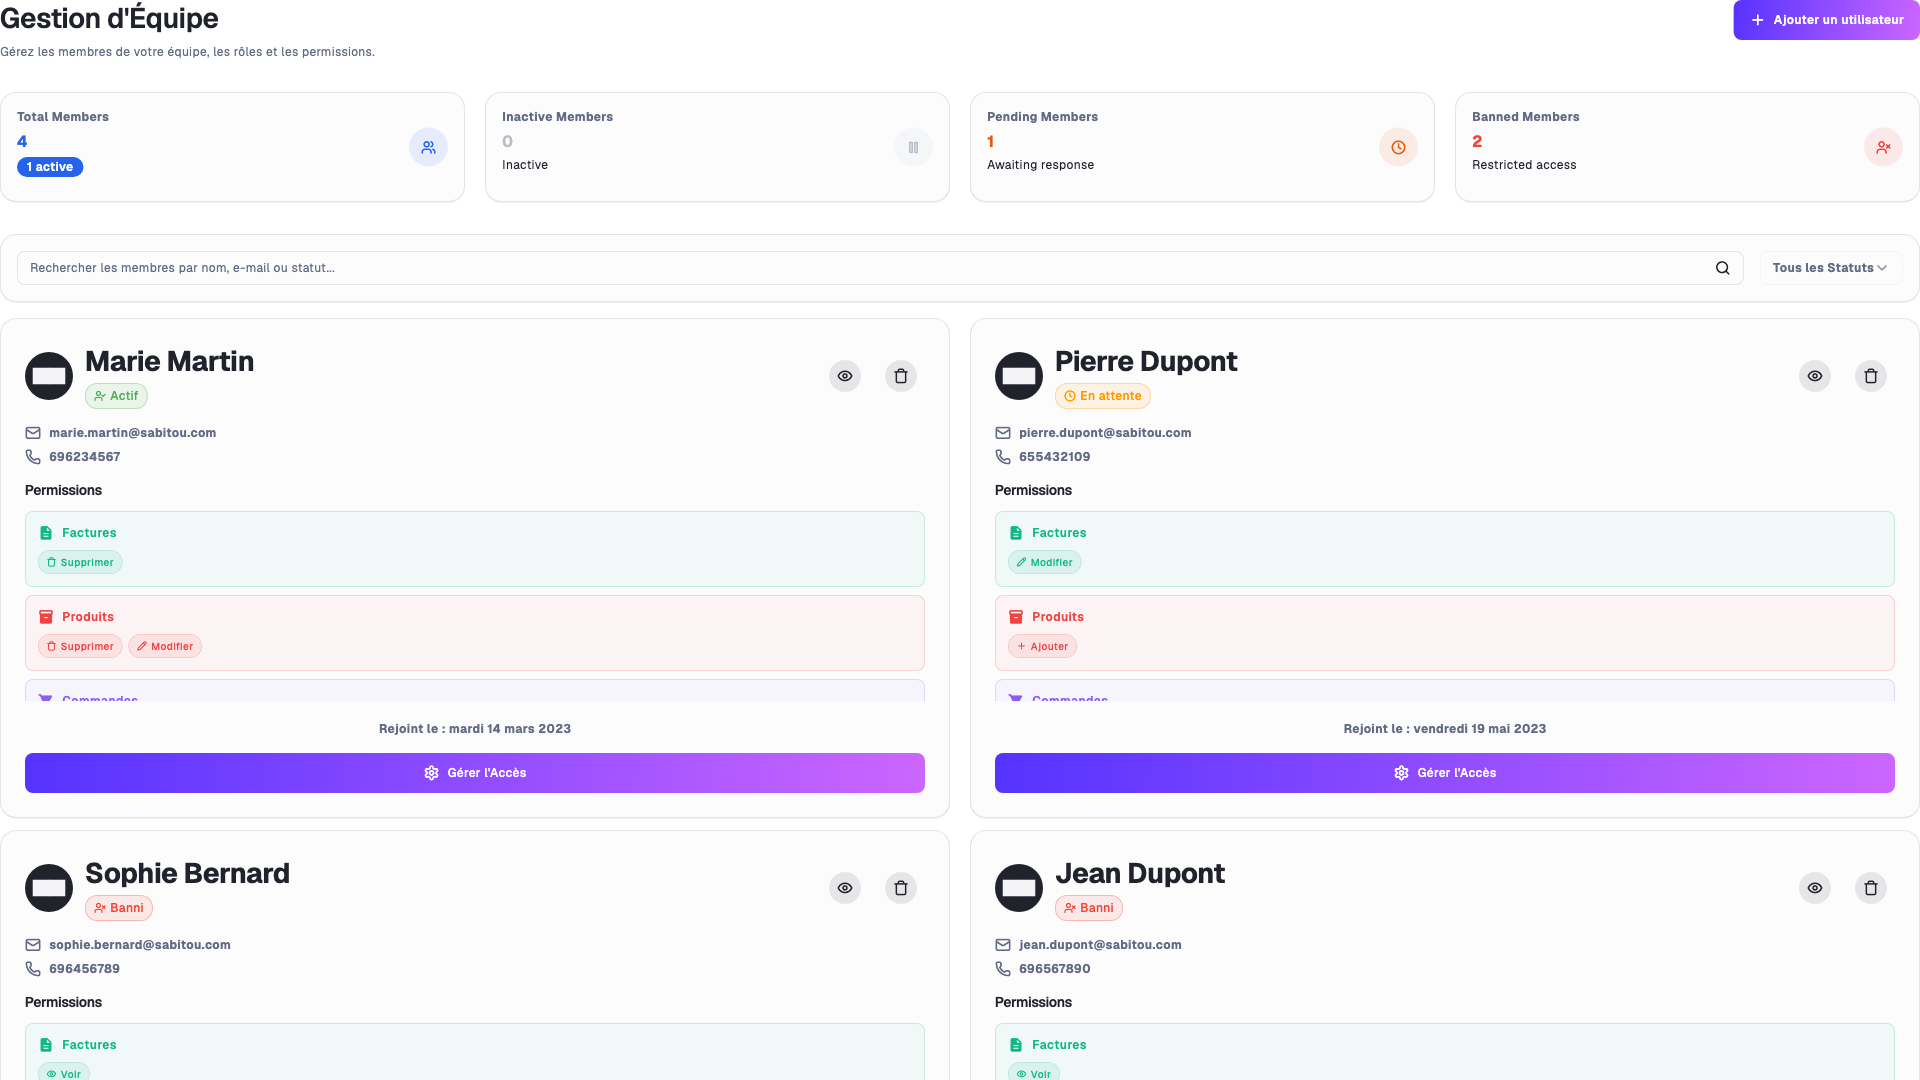 Gestion d'Équipe
Ajouter un utilisateur
Gérez les membres de votre équipe, les rôles et les permissions.
Total Members
4
1 active
Inactive Members
0
Inactive
Pending Members
1
Awaiting response
Banned Members
2
Restricted access
Rechercher les membres par nom, e-mail ou statut...
Tous les Statuts
Marie Martin
Actif
marie.martin@sabitou.com
696234567
Permissions
Factures
Supprimer
Produits
Supprimer Modifier
Commandes
Rejoint le : mardi 14 mars 2023
Gérer l'Accès
Pierre Dupont
En attente
pierre.dupont@sabitou.com
655432109
Permissions
Factures
Modifier
Produits
Ajouter
Commandes
Rejoint le : vendredi 19 mai 2023
Gérer l'Accès
Sophie Bernard
Banni
sophie.bernard@sabitou.com
696456789
Permissions
Factures
Voir
Jean Dupont
Banni
jean.dupont@sabitou.com
696567890
Permissions
Factures
Voir